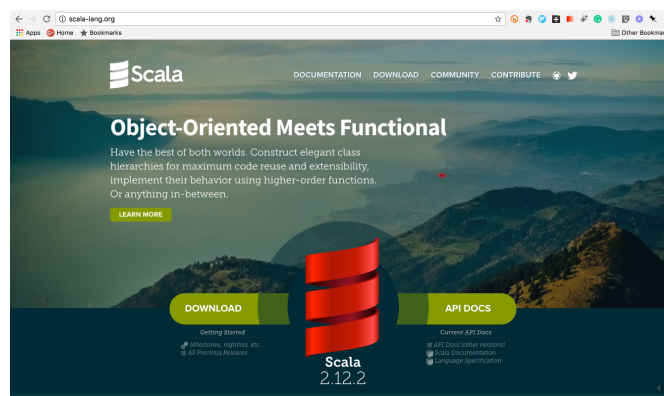 scala-lang.org
Apps Home Bookmarks Other Bookmar
Scala
DOCUMENTATION DOWNLOAD COMMUNITY CONTRIBUTE
Object-Oriented Meets Functional
Have the best of both worlds. Construct elegant class
hierarchies for maximum code reuse and extensibility,
implement their behavior using higher-order functions.
Or anything in-between.
LEARN MORE
DOWNLOAD
API DOCS
Getting Started
Milestones, nightlies, etc.
All Previous Releases
Current API Docs
API Docs (other versions)
Scala Documentation
Language Specification
Scala
2.12.2